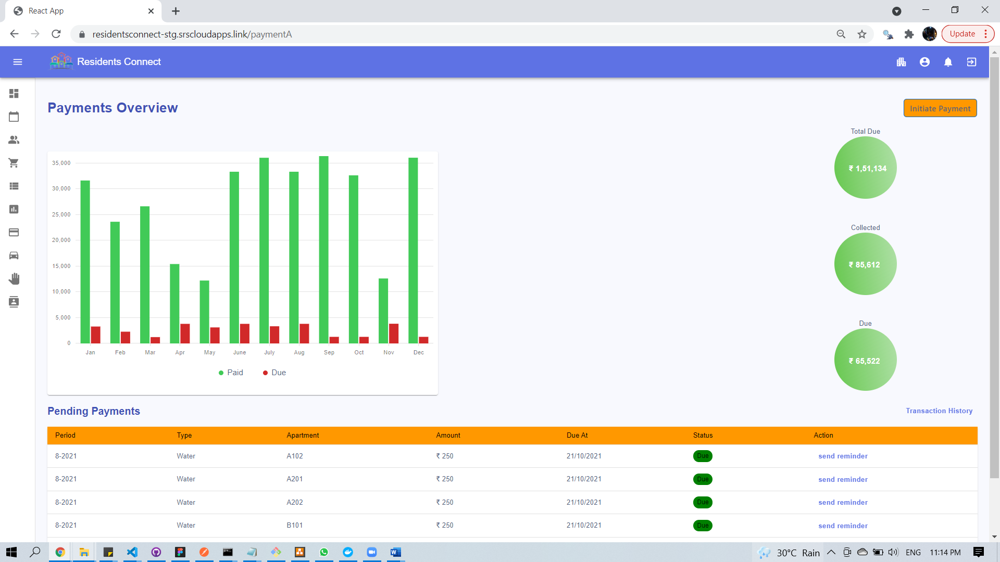 React App
residentsconnect-stg.srscloudapps.link/paymentA
Update
Residents Connect
Payments Overview
Initiate Payment
Total Due
₹ 1,51,134
Collected
₹ 85,612
Due
₹ 65,522
35,000
30,000
25,000
20,000
15,000
10,000
5,000
0
Jan Feb Mar Apr May June July Aug Sep Oct Nov Dec
Paid Due
Pending Payments
Transaction History
Period Type Apartment Amount Due At Status Action
8-2021 Water A102 ₹ 250 21/10/2021 Due send reminder
8-2021 Water A201 ₹ 250 21/10/2021 Due send reminder
8-2021 Water A202 ₹ 250 21/10/2021 Due send reminder
8-2021 Water B101 ₹ 250 21/10/2021 Due send reminder
30°C Rain ENG 11:14 PM